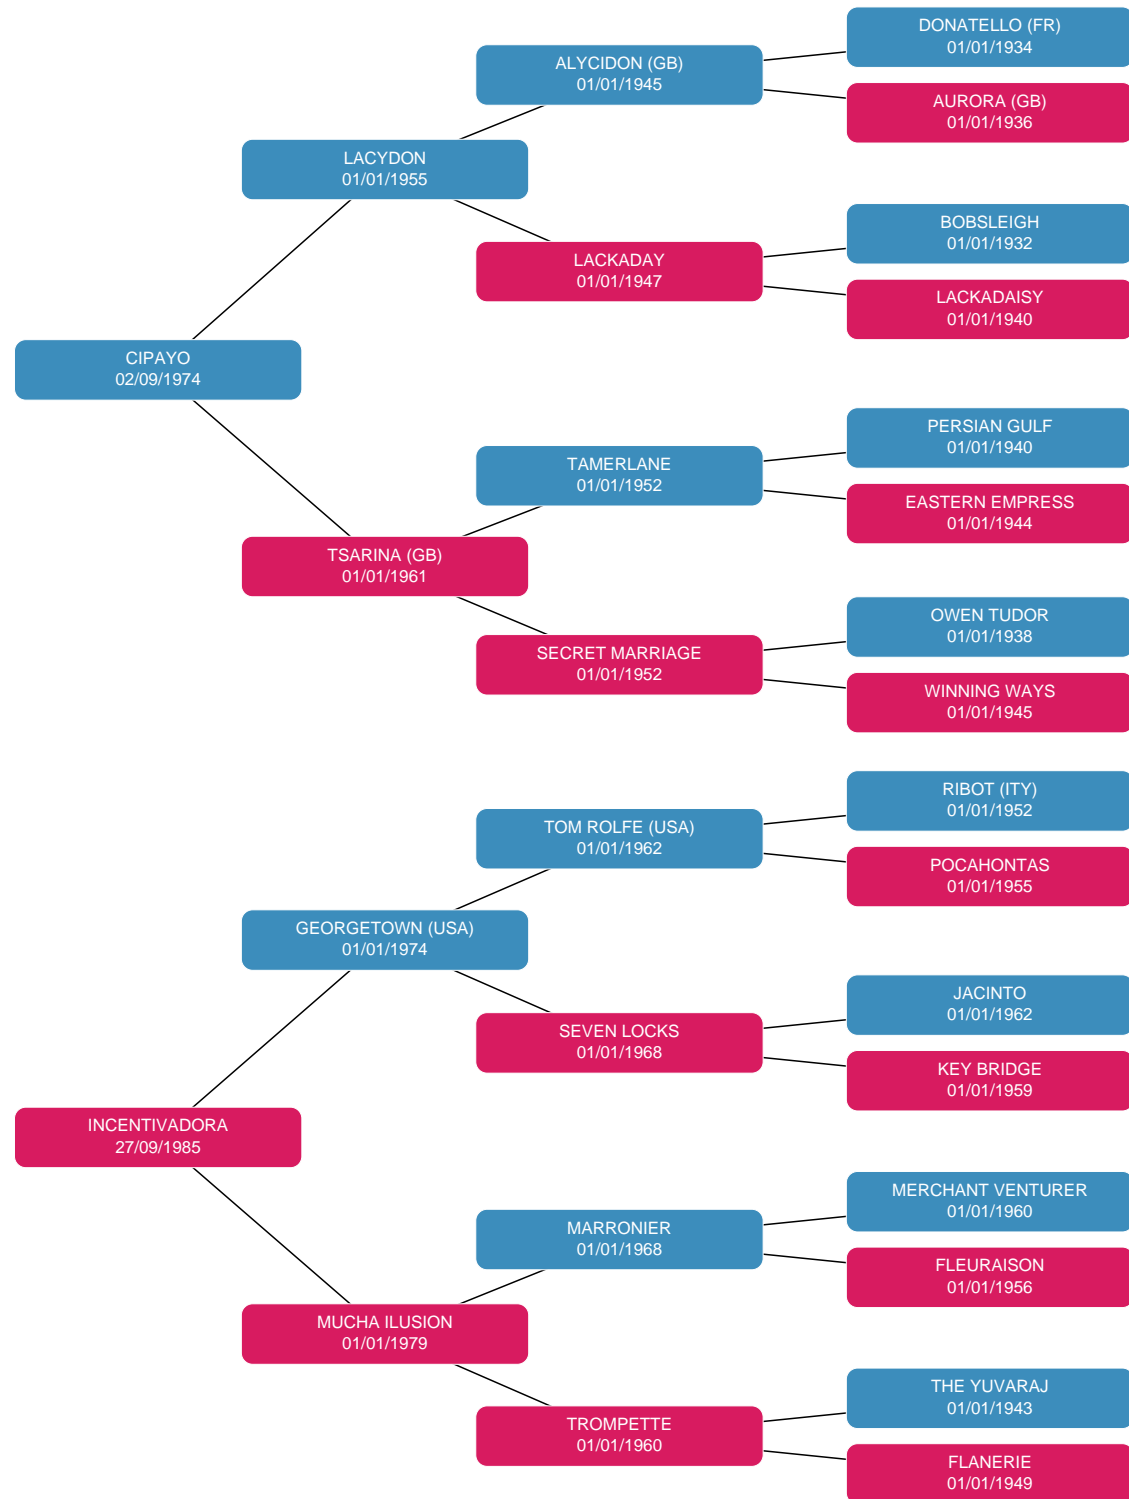 DONATELLO (FR)
01/01/1934
ALYCIDON (GB)
01/01/1945
AURORA (GB)
01/01/1936
LACYDON
01/01/1955
BOBSLEIGH
01/01/1932
LACKADAY
01/01/1947
LACKADAISY
01/01/1940
CIPAYO
02/09/1974
PERSIAN GULF
01/01/1940
TAMERLANE
01/01/1952
EASTERN EMPRESS
01/01/1944
TSARINA (GB)
01/01/1961
OWEN TUDOR
01/01/1938
SECRET MARRIAGE
01/01/1952
WINNING WAYS
01/01/1945
RIBOT (ITY)
01/01/1952
TOM ROLFE (USA)
01/01/1962
POCAHONTAS
01/01/1955
GEORGETOWN (USA)
01/01/1974
JACINTO
01/01/1962
SEVEN LOCKS
01/01/1968
KEY BRIDGE
01/01/1959
INCENTIVADORA
27/09/1985
MERCHANT VENTURER
01/01/1960
MARRONIER
01/01/1968
FLEURAISON
01/01/1956
MUCHA ILUSION
01/01/1979
THE YUVARAJ
01/01/1943
TROMPETTE
01/01/1960
FLANERIE
01/01/1949